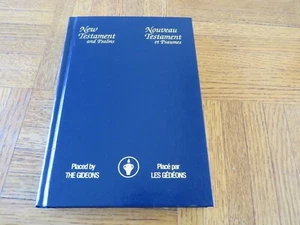 New
Testament
and Psalms
Nouveau
Testament
et Psaumes
Placed by
THE GIDEONS
Placé par
LES GÉDÉONS